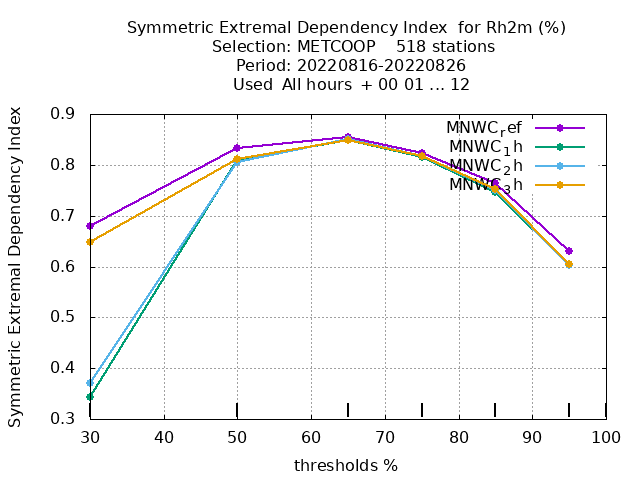 Symmetric Extremal Dependency Index  for Rh2m (%)
Selection: METCOOP    518 stations
Period: 20220816-20220826
Used  All hours  + 00 01 ... 12
Symmetric Extremal Dependency Index
0.9
0.8
0.7
0.6
0.5
0.4
0.3
MNWC_ref
MNWC_1h
MNWC_2h
MNWC_3h
30 40 50 60 70 80 90 100
thresholds %